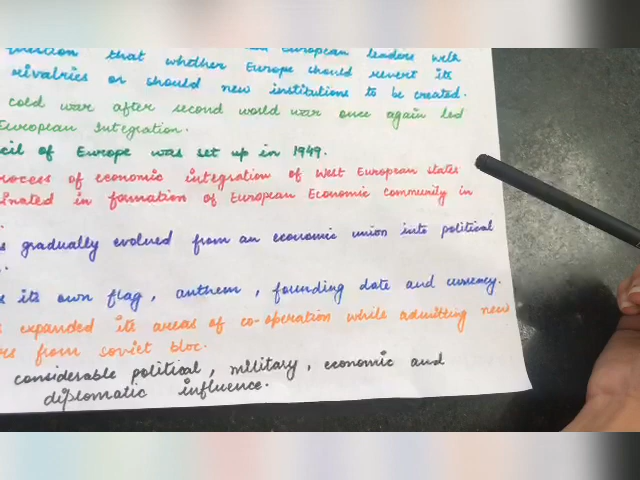 that whether European leaders were
rivalries or should Europe should revert its
new institutions to be created.
cold war after second world war once again led
European Integration.
cil of Europe was set up in 1949.
rocess of economic integration of West European states
inated in formation of European Economic Community in
s gradually evolved from an economic union into political
s its own flag, anthem, founding date and currency.
s expanded its areas of co-operation while admitting new
rs from soviet bloc.
considerable political, military, economic and
diplomatic influence.